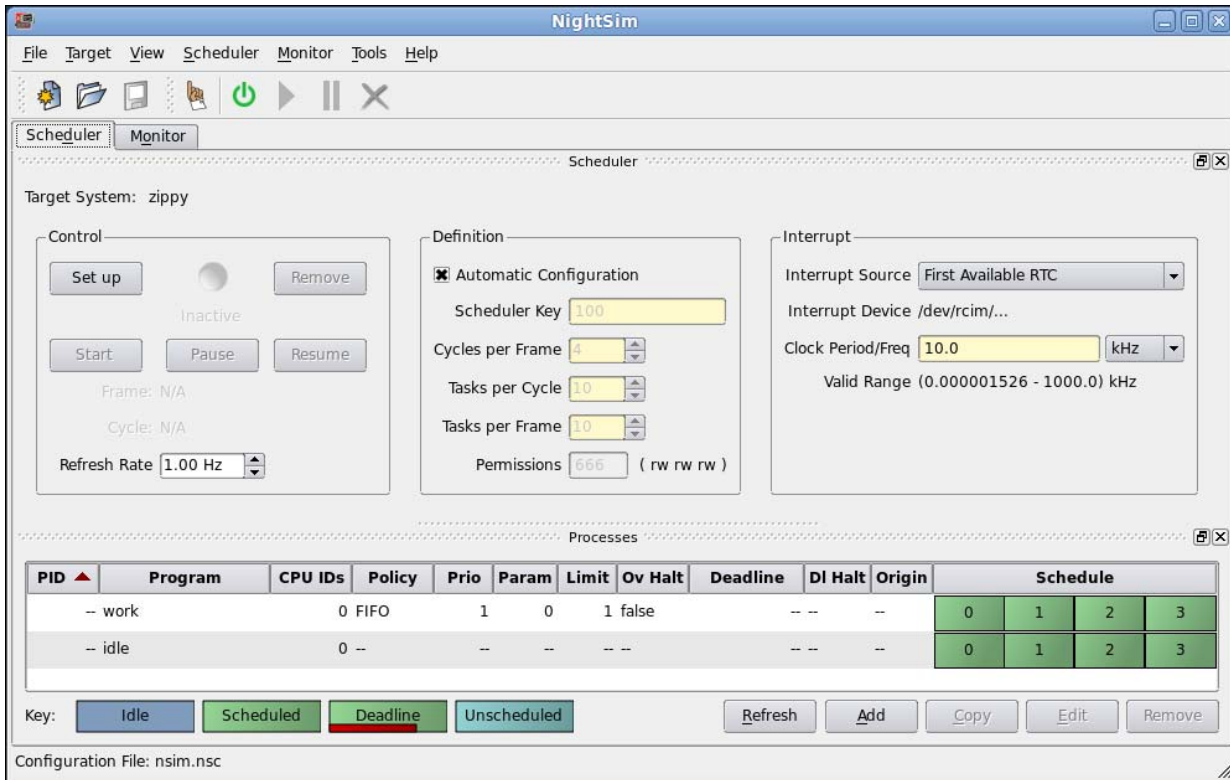 NightSim
File Target View Scheduler Monitor Tools Help
Scheduler Monitor
Scheduler
Target System: zippy
Control
Set up Remove
Inactive
Start Pause Resume
Frame: N/A
Cycle: N/A
Refresh Rate 1.00 Hz
Definition
Automatic Configuration
Scheduler Key 100
Cycles per Frame 4
Tasks per Cycle 10
Tasks per Frame 10
Permissions 666 ( rw rw rw )
Interrupt
Interrupt Source First Available RTC
Interrupt Device /dev/rcim/...
Clock Period/Freq 10.0 kHz
Valid Range (0.000001526 - 1000.0) kHz
Processes
PID Program CPU IDs Policy Prio Param Limit Ov Halt Deadline Dl Halt Origin Schedule
-- work 0 FIFO 1 0 1 false -- -- -- 0 1 2 3
-- idle 0 -- -- -- -- -- -- -- -- 0 1 2 3
Key: Idle Scheduled Deadline Unscheduled Refresh Add Copy Edit Remove
Configuration File: nsim.nsc